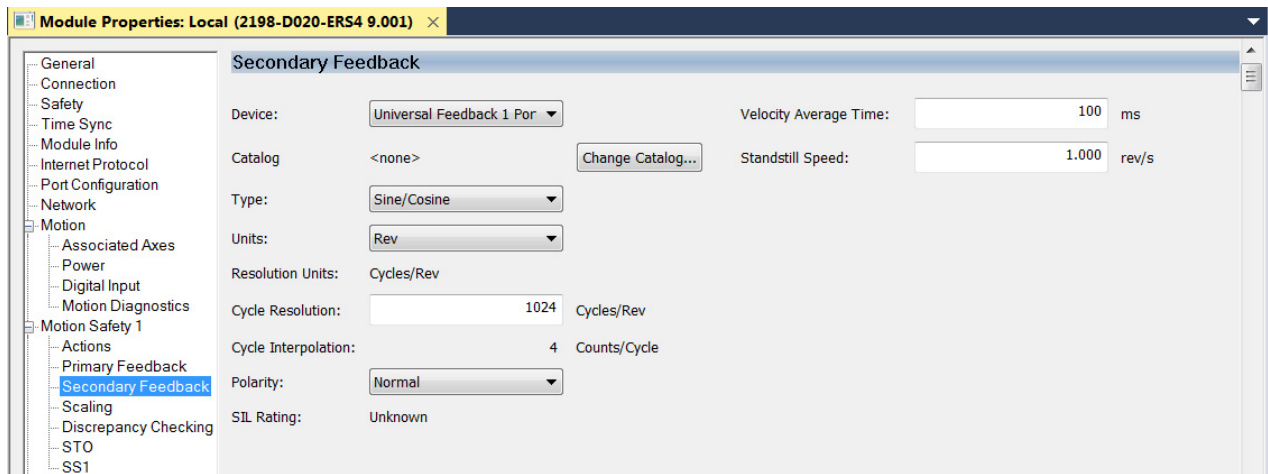 Module Properties: Local (2198-D020-ERS4 9.001)
General
Connection
Safety
Time Sync
Module Info
Internet Protocol
Port Configuration
Network
Motion
Associated Axes
Power
Digital Input
Motion Diagnostics
Motion Safety 1
Actions
Primary Feedback
Secondary Feedback
Scaling
Discrepancy Checking
STO
SS1
Secondary Feedback
Device: Universal Feedback 1 Por
Catalog <none> Change Catalog...
Type: Sine/Cosine
Units: Rev
Resolution Units: Cycles/Rev
Cycle Resolution: 1024 Cycles/Rev
Cycle Interpolation: 4 Counts/Cycle
Polarity: Normal
SIL Rating: Unknown
Velocity Average Time: 100 ms
Standstill Speed: 1.000 rev/s